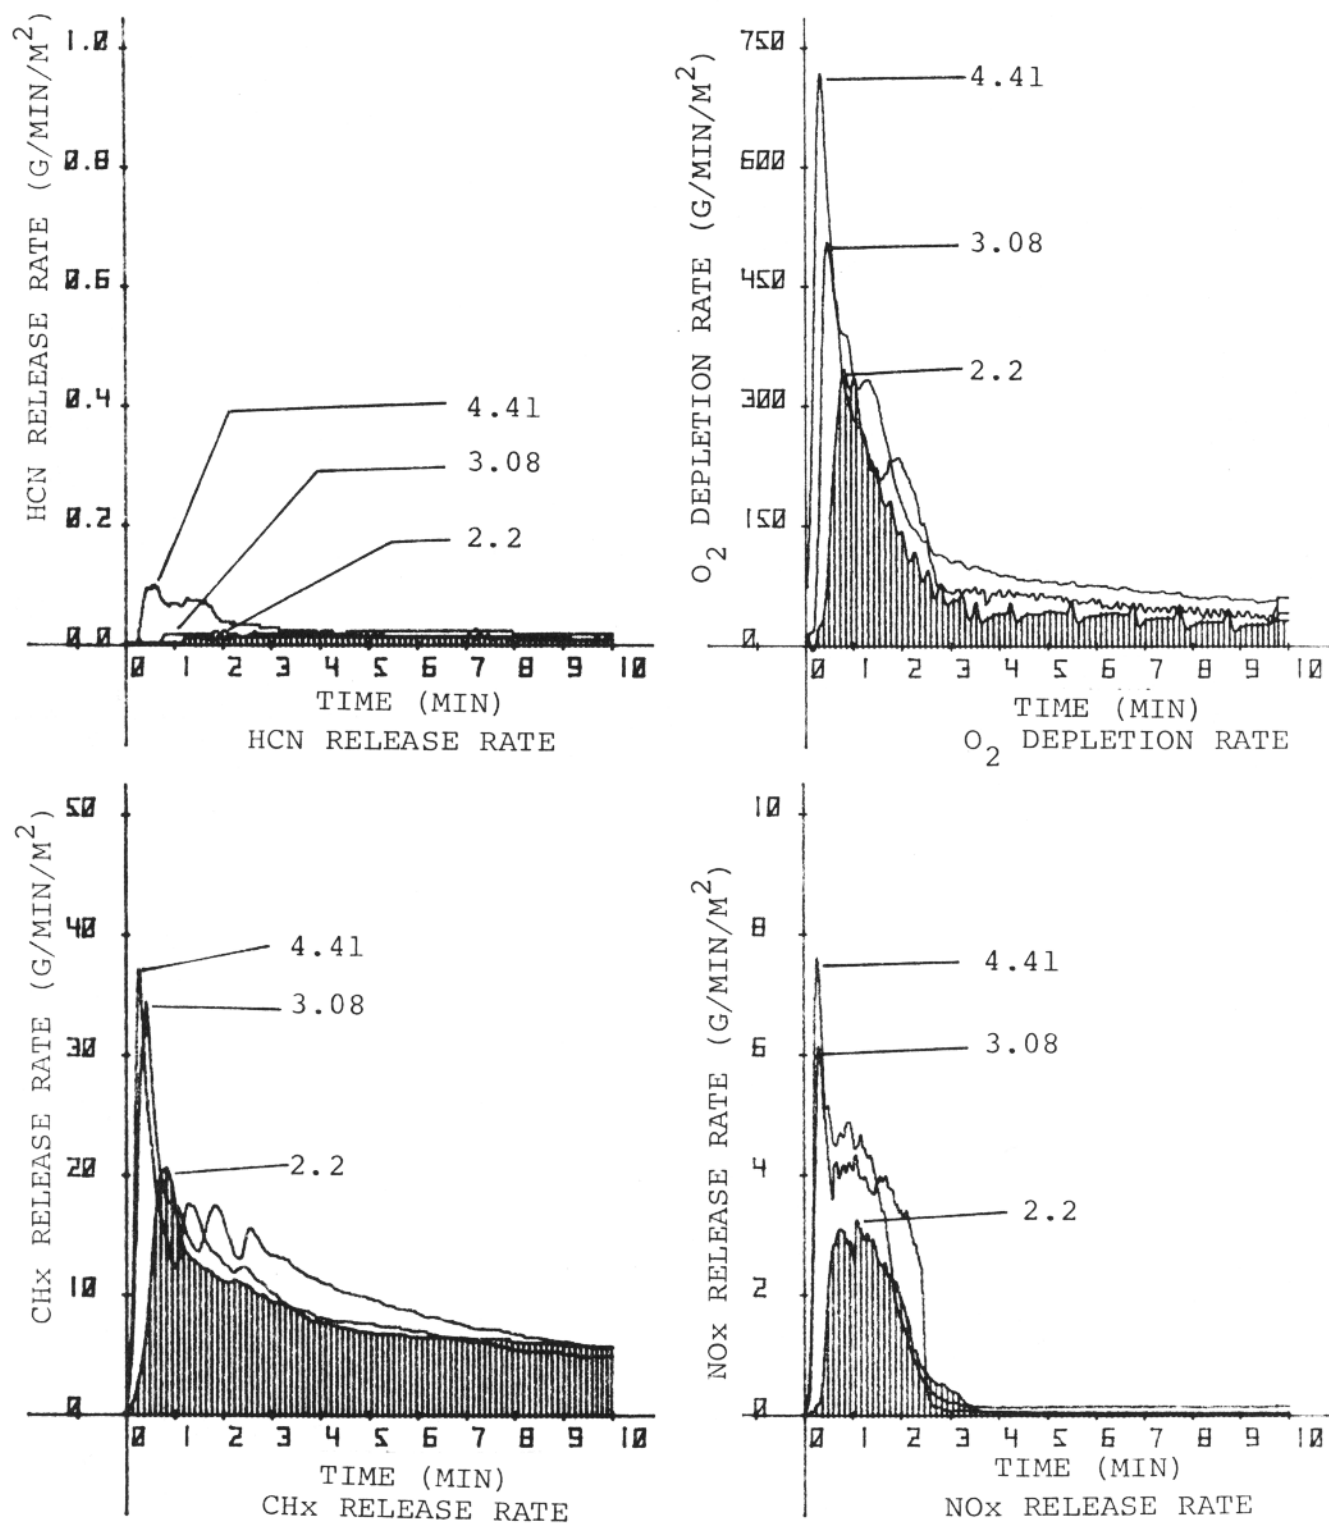 HCN RELEASE RATE (G/MIN/M²)
1.0
0.8
0.6
0.4
0.2
0.0
4.41
3.08
2.2
0 1 2 3 4 5 6 7 8 9 10
TIME (MIN)
HCN RELEASE RATE
O₂ DEPLETION RATE (G/MIN/M²)
750
600
450
300
150
0
4.41
3.08
2.2
0 1 2 3 4 5 6 7 8 9 10
TIME (MIN)
O₂ DEPLETION RATE
CHx RELEASE RATE (G/MIN/M²)
50
40
30
20
10
0
4.41
3.08
2.2
0 1 2 3 4 5 6 7 8 9 10
TIME (MIN)
CHx RELEASE RATE
NOx RELEASE RATE (G/MIN/M²)
10
8
6
4
2
0
4.41
3.08
2.2
0 1 2 3 4 5 6 7 8 9 10
TIME (MIN)
NOx RELEASE RATE